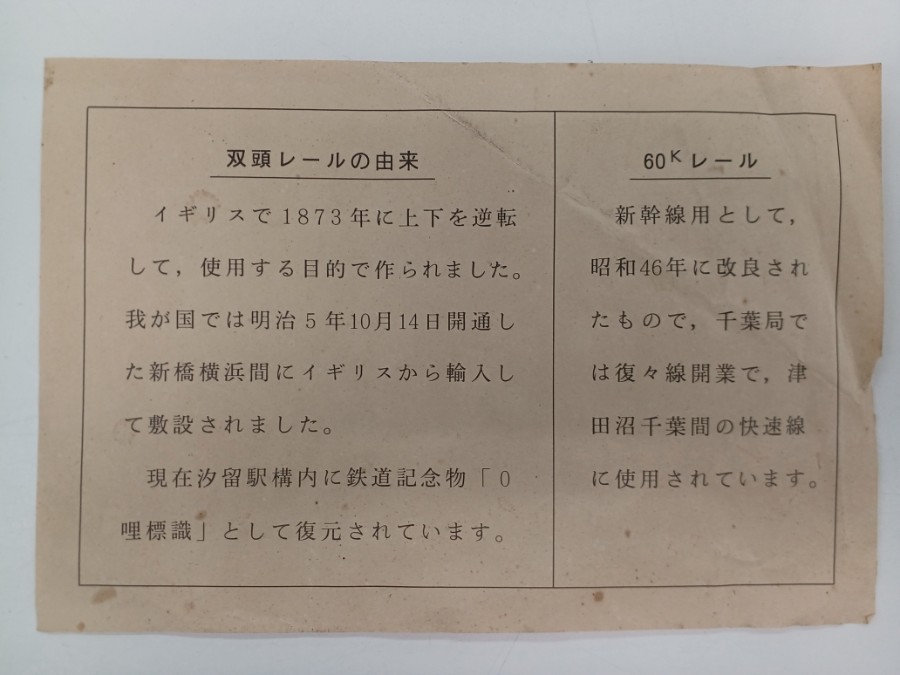 双頭レールの由来
イギリスで1873年に上下を逆転
して，使用する目的で作られました。
我が国では明治5年10月14日開通し
た新橋横浜間にイギリスから輸入し
て敷設されました。
現在汐留駅構内に鉄道記念物「0
哩標識」として復元されています。
60Kレール
新幹線用として，
昭和46年に改良され
たもので，千葉局で
は復々線開業で，津
田沼千葉間の快速線
に使用されています。